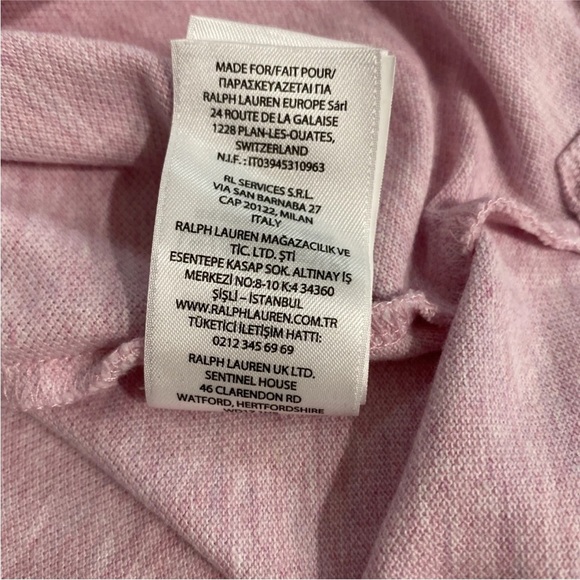 MADE FOR/FAIT POUR/
ΠΑΡΑΣΚΕΥΑΖΕΤΑΙ ΓΙΑ
RALPH LAUREN EUROPE Sárl
24 ROUTE DE LA GALAISE
1228 PLAN-LES-OUATES,
SWITZERLAND
N.I.F. :IT03945310963
RL SERVICES S.R.L.
VIA SAN BARNABA 27
CAP 20122, MILAN
ITALY
RALPH LAUREN MAĞAZACILIK VE
TİC. LTD. ŞTİ
ESENTEPE KASAP SOK. ALTINAY İŞ
MERKEZİ NO:8-10 K:4 34360
ŞİŞLİ – İSTANBUL
WWW.RALPHLAUREN.COM.TR
TÜKETİCİ İLETİŞİM HATTI:
0212 345 69 69
RALPH LAUREN UK LTD.
SENTINEL HOUSE
46 CLARENDON RD
WATFORD, HERTFORDSHIRE